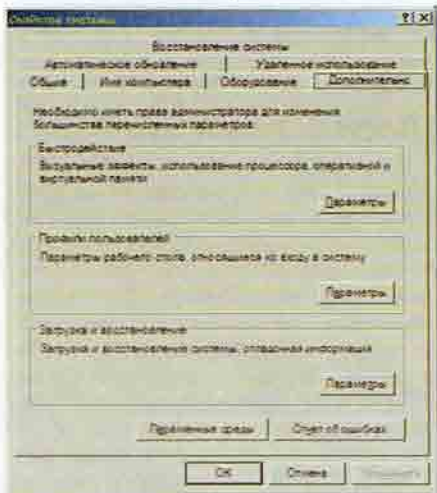 Свойства системы
Восстановление системы
Автоматическое обновление
Удаленное использование
Общие
Имя компьютера
Оборудование
Дополнительно
Необходимо иметь права администратора для изменения
большинства перечисленных параметров.
Быстродействие
Визуальные эффекты, использование процессора, оперативной и
виртуальной памяти
Параметры
Профили пользователей
Параметры рабочего стола, относящиеся ко входу в систему
Параметры
Загрузка и восстановление
Загрузка и восстановление системы, отладочная информация
Параметры
Переменные среды
Отчет об ошибках
OK
Отмена
Применить